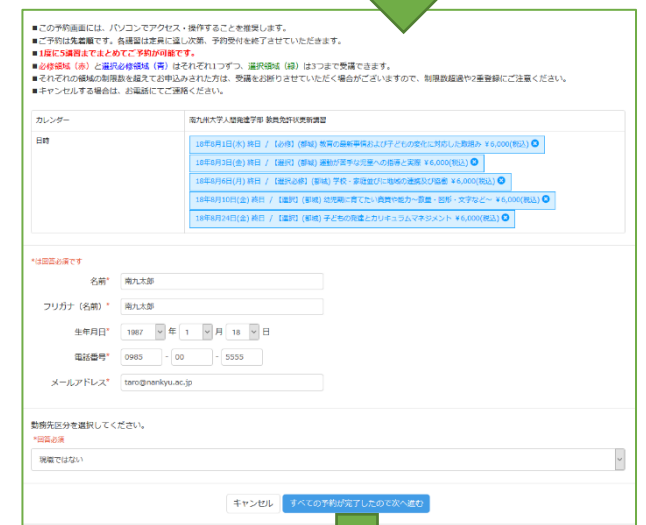 ■この予約画面には、パソコンでアクセス・操作することを推奨します。
■ご予約は先着順です。各講習は定員に達し次第、予約受付を終了させていただきます。
■1度に5講習までまとめてご予約が可能です。
■必修領域（赤）と選択必修領域（青）はそれぞれ1つずつ、選択領域（緑）は3つまで受講できます。
■それぞれの領域の制限数を超えてお申込みされた方は、受講をお断りさせていただく場合がございますので、制限数超過や2重登録にご注意ください。
■キャンセルする場合は、お電話にてご連絡ください。
カレンダー 南九州大学人間発達学部 教員免許状更新講習
日時 18年8月1日(水) 終日 / 【必修】(都城) 教育の最新事情および子どもの変化に対応した取組み ￥6,000(税込)
18年8月3日(金) 終日 / 【選択】(都城) 運動が苦手な児童への指導と実際 ￥6,000(税込)
18年8月6日(月) 終日 / 【選択必修】(都城) 学校・家庭並びに地域の連携及び協働 ￥6,000(税込)
18年8月10日(金) 終日 / 【選択】(都城) 幼児期に育てたい資質や能力～数量・図形・文字など～ ￥6,000(税込)
18年8月24日(金) 終日 / 【選択】(都城) 子どもの発達とカリキュラムマネジメント ￥6,000(税込)
*は回答必須です
名前* 南九太郎
フリガナ（名前）* 南九太郎
生年月日* 1987 年 1 月 18 日
電話番号* 0985 - 00 - 5555
メールアドレス* taro@nankyu.ac.jp
勤務先区分を選択してください。
*回答必須
現職ではない
キャンセル すべての予約が完了したので次へ進む